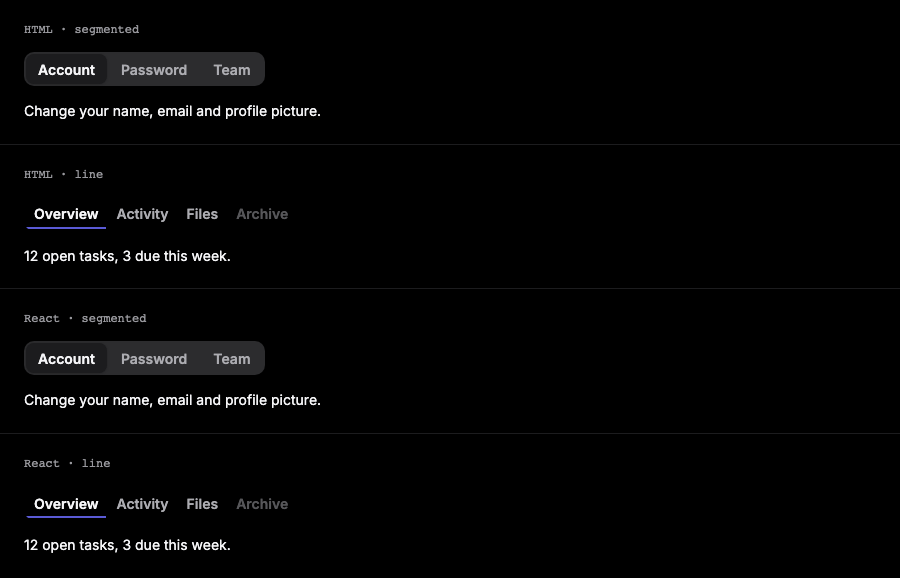 HTML · segmented
Account Password Team
Change your name, email and profile picture.
HTML · line
Overview Activity Files Archive
12 open tasks, 3 due this week.
React · segmented
Account Password Team
Change your name, email and profile picture.
React · line
Overview Activity Files Archive
12 open tasks, 3 due this week.